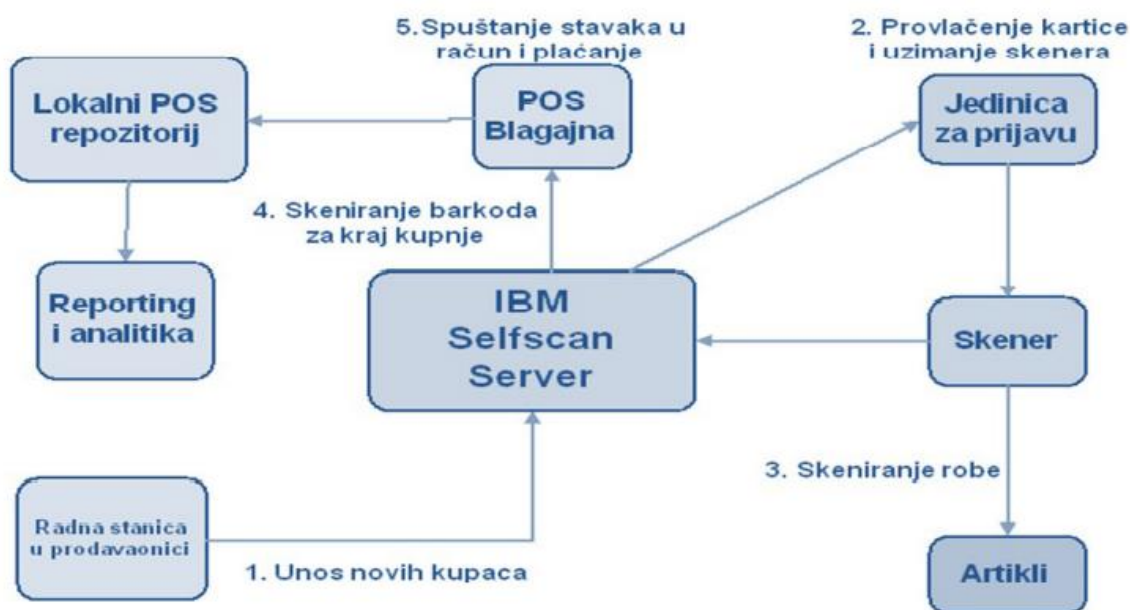 5.Spuštanje stavaka u
račun i plaćanje
2. Provlačenje kartice
i uzimanje skenera
Lokalni POS
repozitorij
POS
Blagajna
Jedinica
za prijavu
4. Skeniranje barkoda
za kraj kupnje
Reporting
i analitika
IBM
Selfscan
Server
Skener
3. Skeniranje robe
Radna stanica
u prodavaonici
1. Unos novih kupaca
Artikli